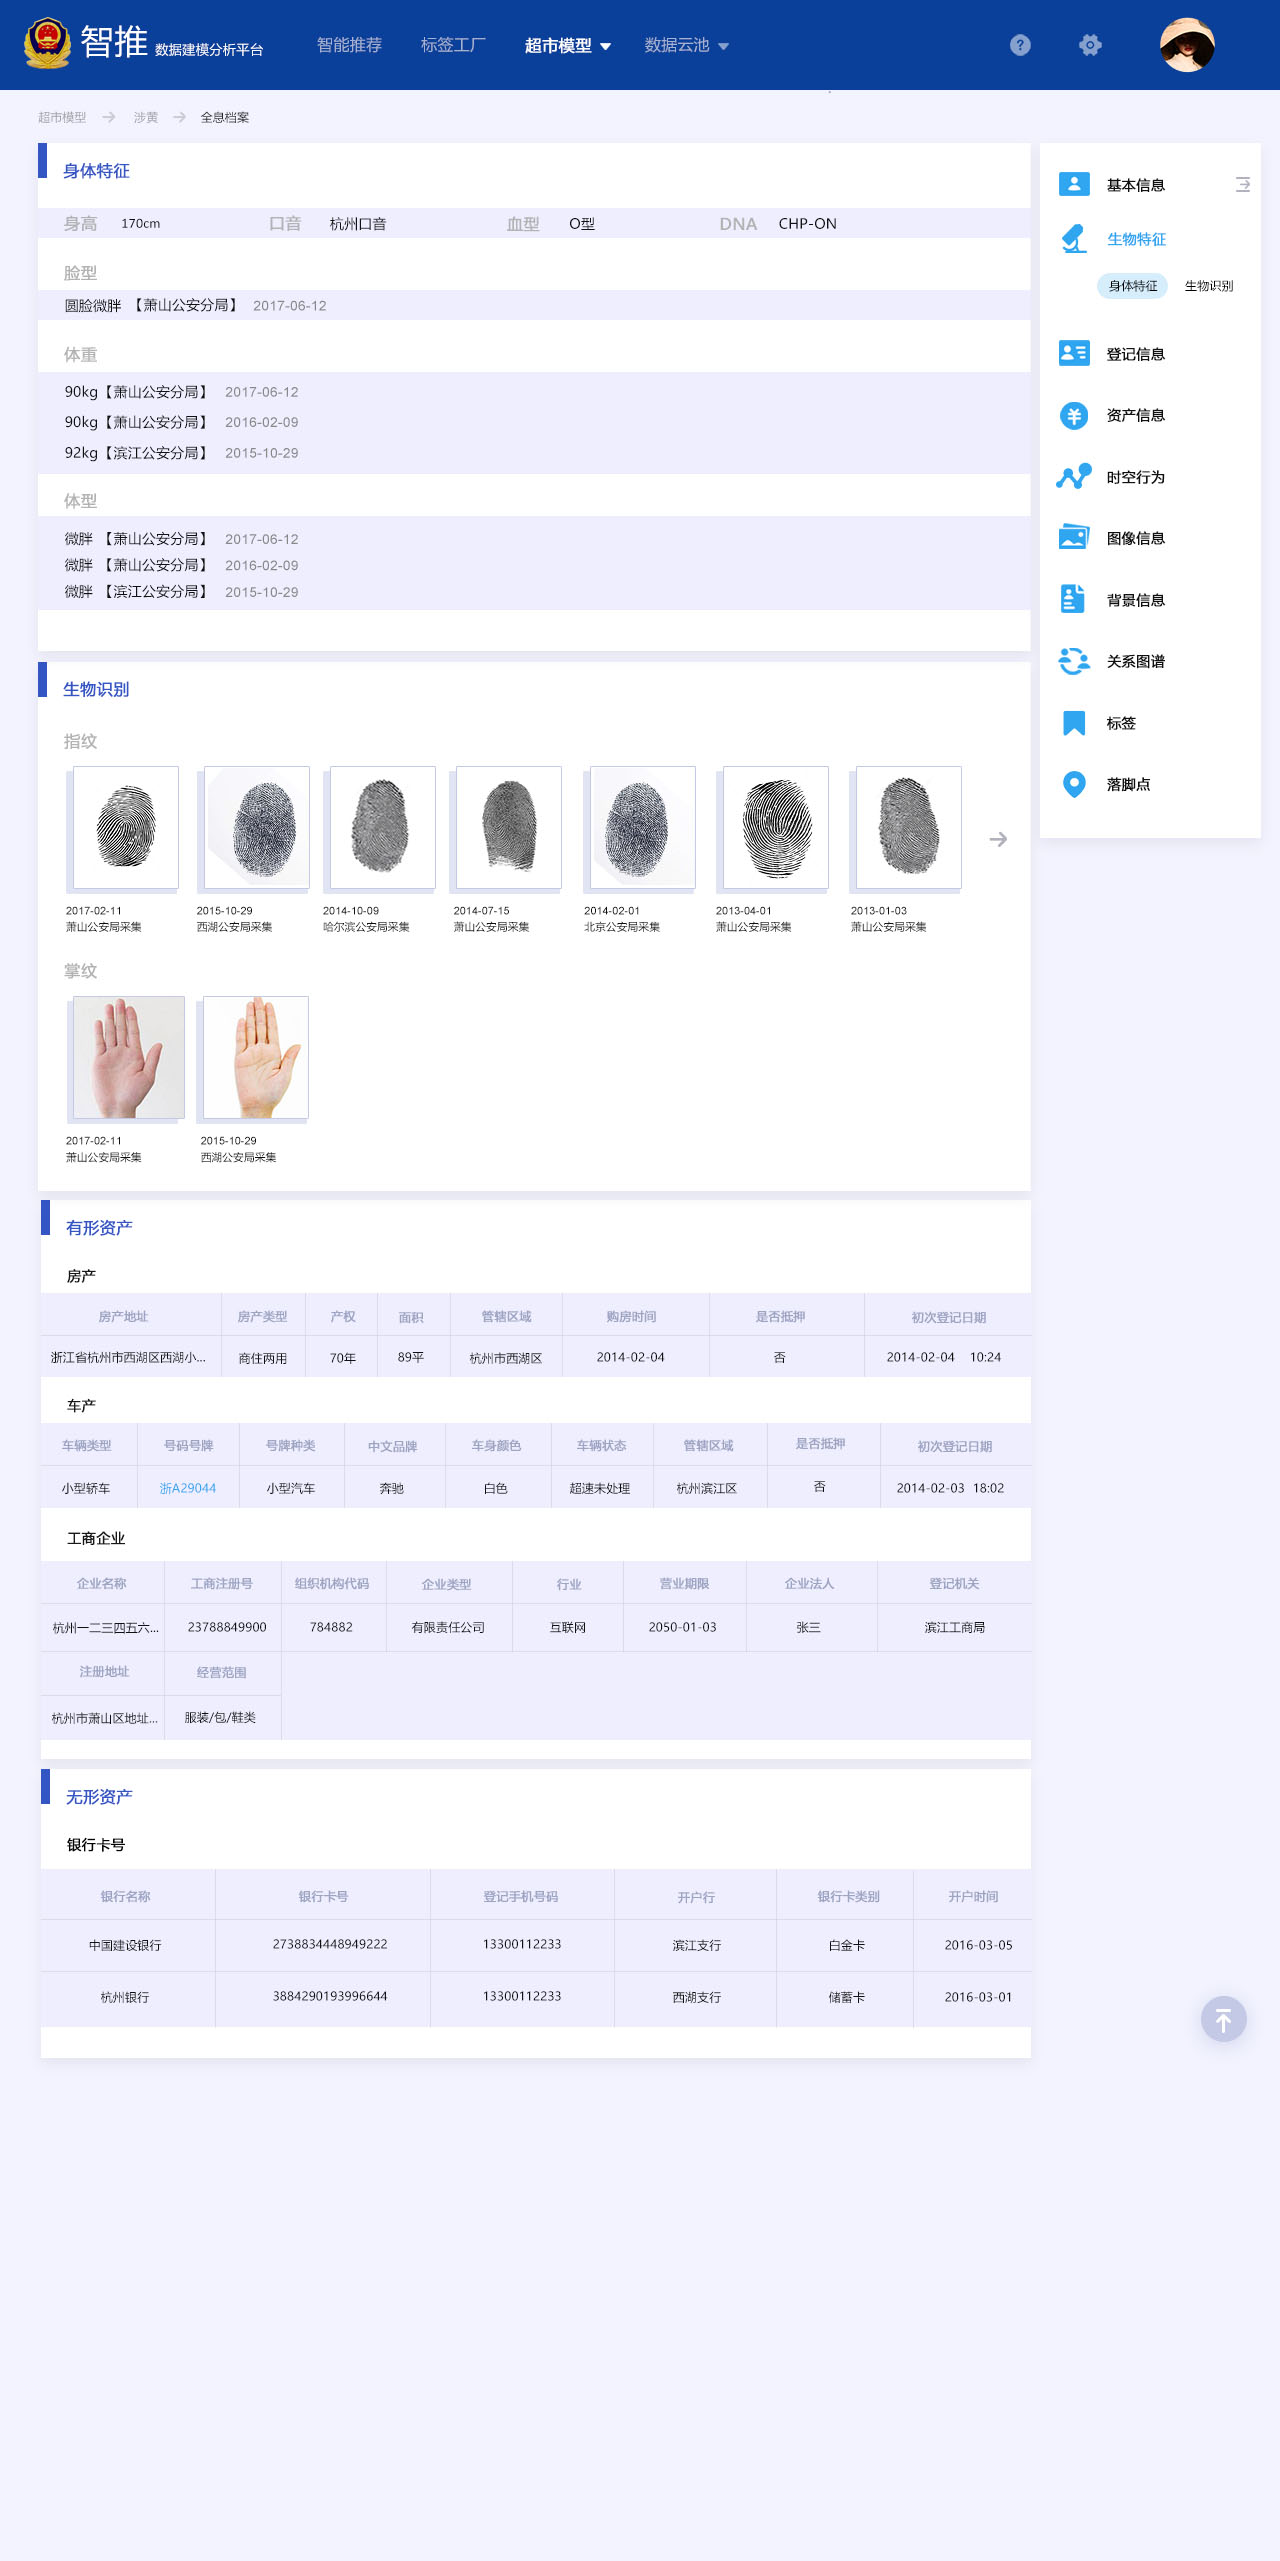 智推 数据建模分析平台 智能推荐 标签工厂 超市模型 数据云池
超市模型 涉黄 全息档案
身体特征
身高 170cm 口音 杭州口音 血型 O型 DNA CHP-ON
脸型
圆脸微胖 【萧山公安分局】 2017-06-12
体重
90kg【萧山公安分局】 2017-06-12
90kg【萧山公安分局】 2016-02-09
92kg【滨江公安分局】 2015-10-29
体型
微胖 【萧山公安分局】 2017-06-12
微胖 【萧山公安分局】 2016-02-09
微胖 【滨江公安分局】 2015-10-29
基本信息
生物特征
身体特征 生物识别
登记信息
资产信息
时空行为
图像信息
背景信息
关系图谱
标签
落脚点
生物识别
指纹
2017-02-11 2015-10-29 2014-10-09 2014-07-15 2014-02-01 2013-04-01 2013-01-03
萧山公安局采集 西湖公安局采集 哈尔滨公安局采集 萧山公安局采集 北京公安局采集 萧山公安局采集 萧山公安局采集
掌纹
2017-02-11 2015-10-29
萧山公安局采集 西湖公安局采集
有形资产
房产
房产地址 房产类型 产权 面积 管辖区域 购房时间 是否抵押 初次登记日期
浙江省杭州市西湖区西湖小... 商住两用 70年 89平 杭州市西湖区 2014-02-04 否 2014-02-04 10:24
车产
车辆类型 号码号牌 号牌种类 中文品牌 车身颜色 车辆状态 管辖区域 是否抵押 初次登记日期
小型轿车 浙A29044 小型汽车 奔驰 白色 超速未处理 杭州滨江区 否 2014-02-03 18:02
工商企业
企业名称 工商注册号 组织机构代码 企业类型 行业 营业期限 企业法人 登记机关
杭州一二三四五六... 23788849900 784882 有限责任公司 互联网 2050-01-03 张三 滨江工商局
注册地址 经营范围
杭州市萧山区地址... 服装/包/鞋类
无形资产
银行卡号
银行名称 银行卡号 登记手机号码 开户行 银行卡类别 开户时间
中国建设银行 2738834448949222 13300112233 滨江支行 白金卡 2016-03-05
杭州银行 3884290193996644 13300112233 西湖支行 储蓄卡 2016-03-01